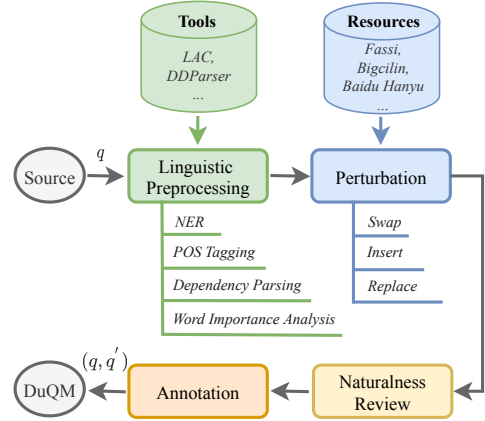 Tools
LAC,
DDParser
...
Resources
Fassi,
Bigcilin,
Baidu Hanyu
...
Source
q
Linguistic
Preprocessing
Perturbation
NER
POS Tagging
Dependency Parsing
Word Importance Analysis
Swap
Insert
Replace
DuQM
(q, q')
Annotation
Naturalness
Review